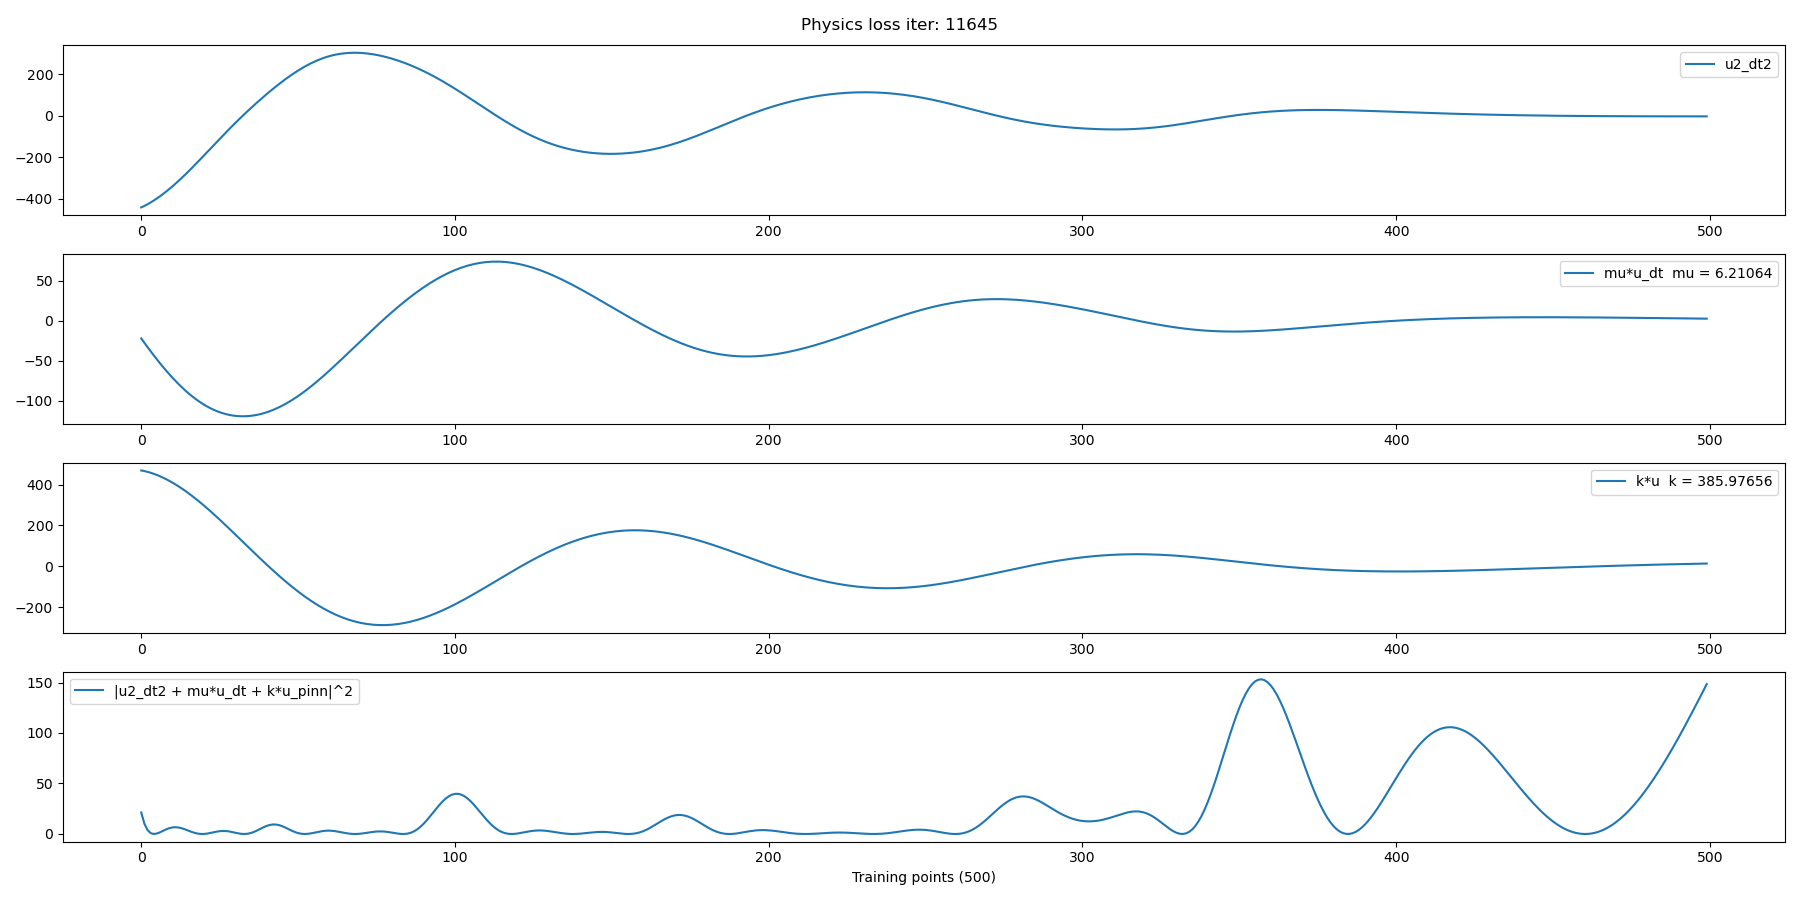 Physics loss iter: 11645
200
0
−200
−400
u2_dt2
0 100 200 300 400 500
50
0
−50
−100
mu*u_dt  mu = 6.21064
0 100 200 300 400 500
400
200
0
−200
k*u  k = 385.97656
0 100 200 300 400 500
150
100
50
0
|u2_dt2 + mu*u_dt + k*u_pinn|^2
0 100 200 300 400 500
Training points (500)